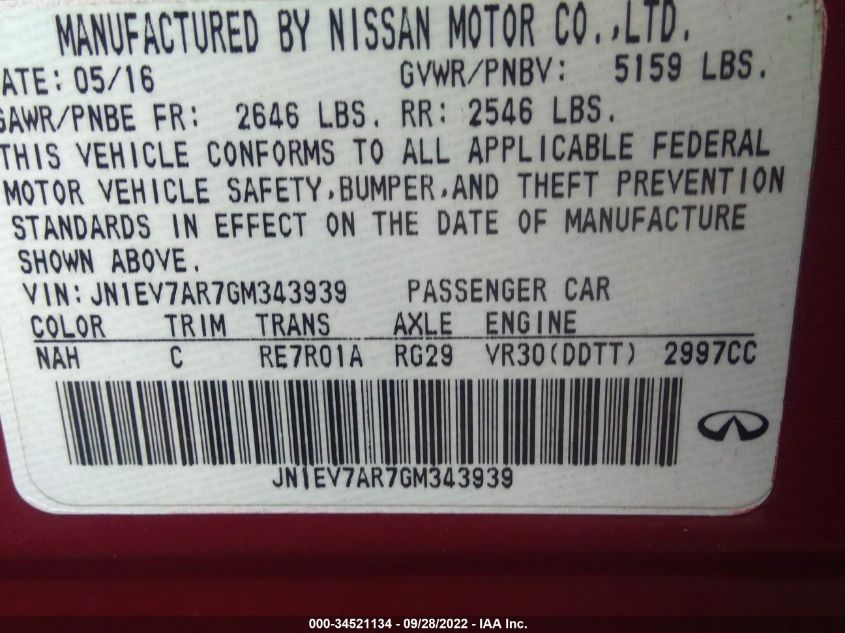 MANUFACTURED BY NISSAN MOTOR CO.,LTD.
ATE: 05/16 GVWR/PNBV: 5159 LBS.
GAWR/PNBE FR: 2646 LBS. RR: 2546 LBS.
THIS VEHICLE CONFORMS TO ALL APPLICABLE FEDERAL
MOTOR VEHICLE SAFETY,BUMPER,AND THEFT PREVENTION
STANDARDS IN EFFECT ON THE DATE OF MANUFACTURE
SHOWN ABOVE.
VIN:JN1EV7AR7GM343939 PASSENGER CAR
COLOR TRIM TRANS AXLE ENGINE
NAH C RE7R01A RG29 VR30(DDTT) 2997CC
JN1EV7AR7GM343939
000-34521134 - 09/28/2022 - IAA Inc.